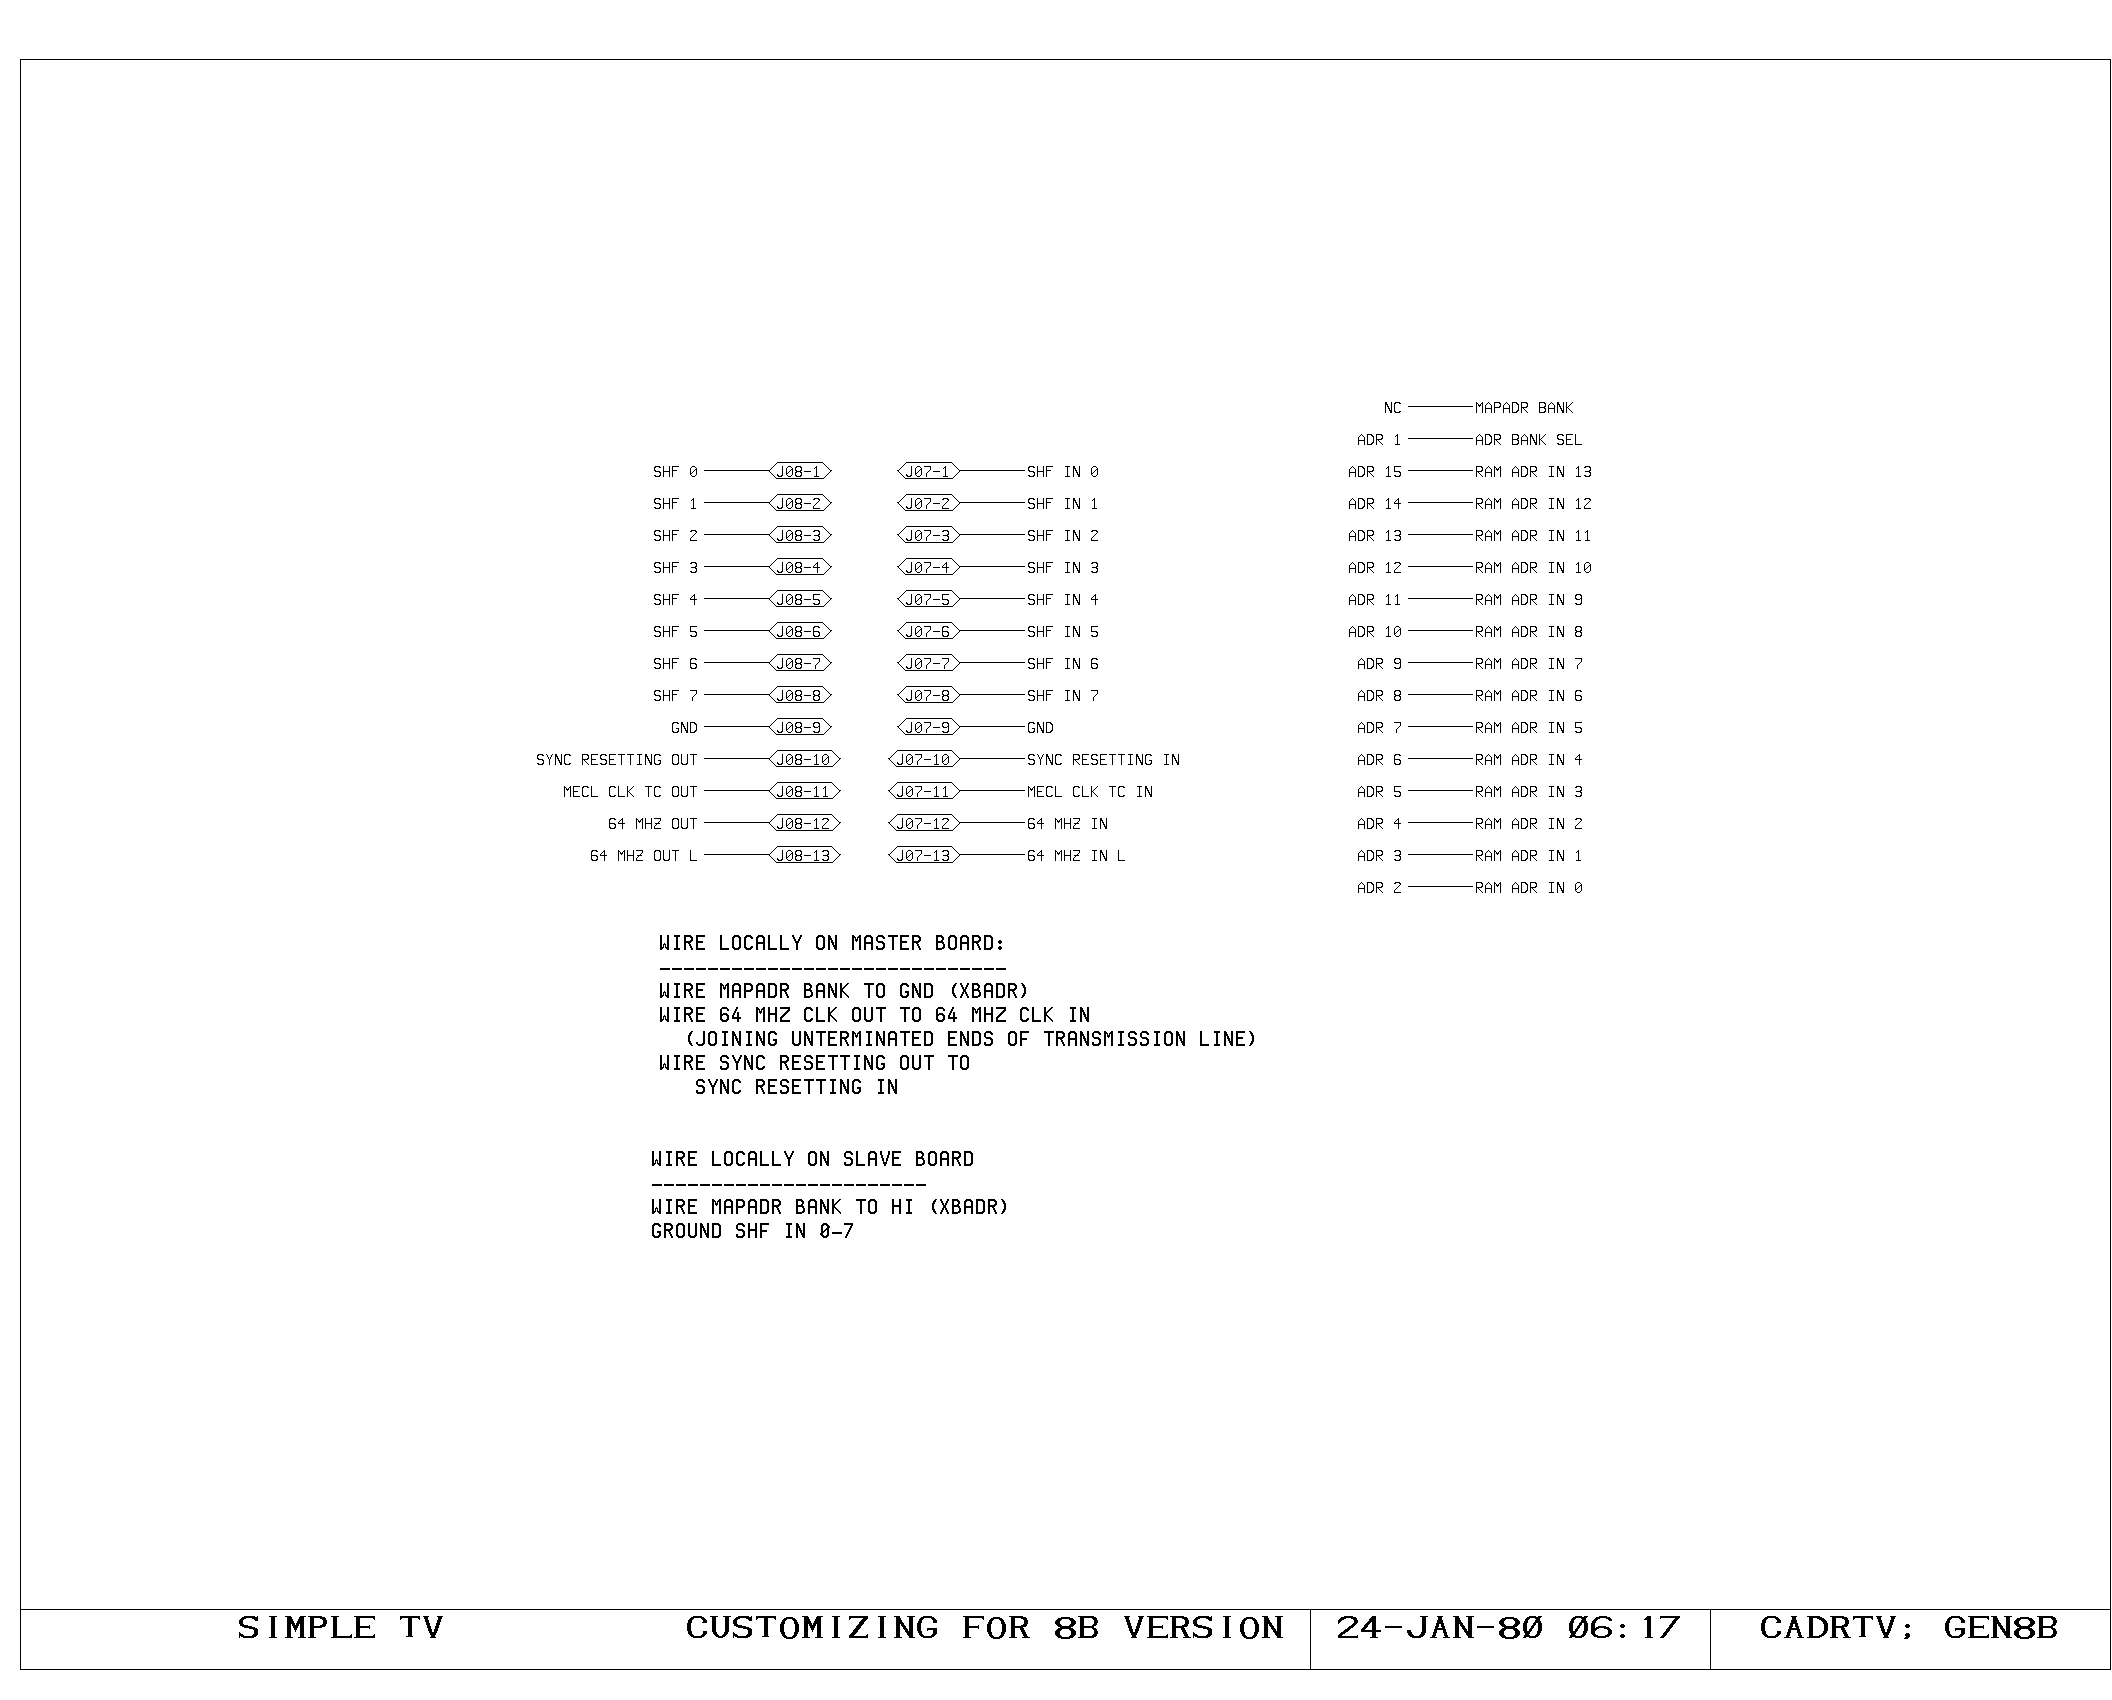 NC MAPADR BANK
ADR 1 ADR BANK SEL
SHF 0 J08-1 J07-1 SHF IN 0 ADR 15 RAM ADR IN 13
SHF 1 J08-2 J07-2 SHF IN 1 ADR 14 RAM ADR IN 12
SHF 2 J08-3 J07-3 SHF IN 2 ADR 13 RAM ADR IN 11
SHF 3 J08-4 J07-4 SHF IN 3 ADR 12 RAM ADR IN 10
SHF 4 J08-5 J07-5 SHF IN 4 ADR 11 RAM ADR IN 9
SHF 5 J08-6 J07-6 SHF IN 5 ADR 10 RAM ADR IN 8
SHF 6 J08-7 J07-7 SHF IN 6 ADR 9 RAM ADR IN 7
SHF 7 J08-8 J07-8 SHF IN 7 ADR 8 RAM ADR IN 6
GND J08-9 J07-9 GND ADR 7 RAM ADR IN 5
SYNC RESETTING OUT J08-10 J07-10 SYNC RESETTING IN ADR 6 RAM ADR IN 4
MECL CLK TC OUT J08-11 J07-11 MECL CLK TC IN ADR 5 RAM ADR IN 3
64 MHZ OUT J08-12 J07-12 64 MHZ IN ADR 4 RAM ADR IN 2
64 MHZ OUT L J08-13 J07-13 64 MHZ IN L ADR 3 RAM ADR IN 1
ADR 2 RAM ADR IN 0
WIRE LOCALLY ON MASTER BOARD:
-----------------------------
WIRE MAPADR BANK TO GND (XBADR)
WIRE 64 MHZ CLK OUT TO 64 MHZ CLK IN
(JOINING UNTERMINATED ENDS OF TRANSMISSION LINE)
WIRE SYNC RESETTING OUT TO
SYNC RESETTING IN
WIRE LOCALLY ON SLAVE BOARD
-----------------------
WIRE MAPADR BANK TO HI (XBADR)
GROUND SHF IN 0-7
SIMPLE TV CUSTOMIZING FOR 8B VERSION 24-JAN-80 06:17 CADRTV; GEN8B